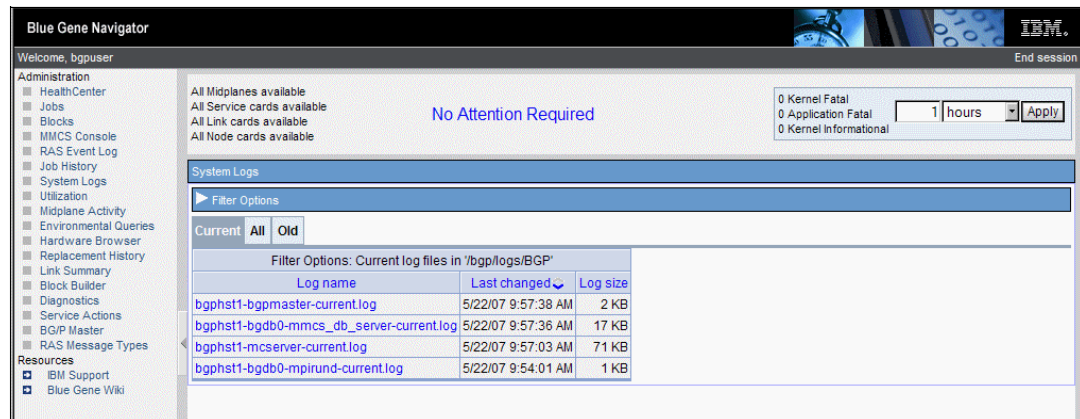 Blue Gene Navigator
IBM.
Welcome, bgpuser
End session
Administration
HealthCenter
Jobs
Blocks
MMCS Console
RAS Event Log
Job History
System Logs
Utilization
Midplane Activity
Environmental Queries
Hardware Browser
Replacement History
Link Summary
Block Builder
Diagnostics
Service Actions
BG/P Master
RAS Message Types
Resources
IBM Support
Blue Gene Wiki
All Midplanes available
All Service cards available
All Link cards available
All Node cards available
No Attention Required
0 Kernel Fatal
0 Application Fatal
0 Kernel Informational
1 hours Apply
System Logs
Filter Options
Current All Old
Filter Options: Current log files in '/bgp/logs/BGP'
Log name Last changed Log size
bgphst1-bgpmaster-current.log 5/22/07 9:57:38 AM 2 KB
bgphst1-bgdb0-mmcs_db_server-current.log 5/22/07 9:57:36 AM 17 KB
bgphst1-mcserver-current.log 5/22/07 9:57:03 AM 71 KB
bgphst1-bgdb0-mpirund-current.log 5/22/07 9:54:01 AM 1 KB